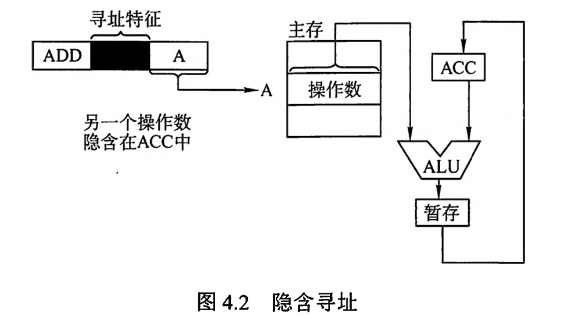 寻址特征
ADD
A
A
另一个操作数
隐含在ACC中
主存
操作数
ACC
ALU
暂存
图 4.2 隐含寻址